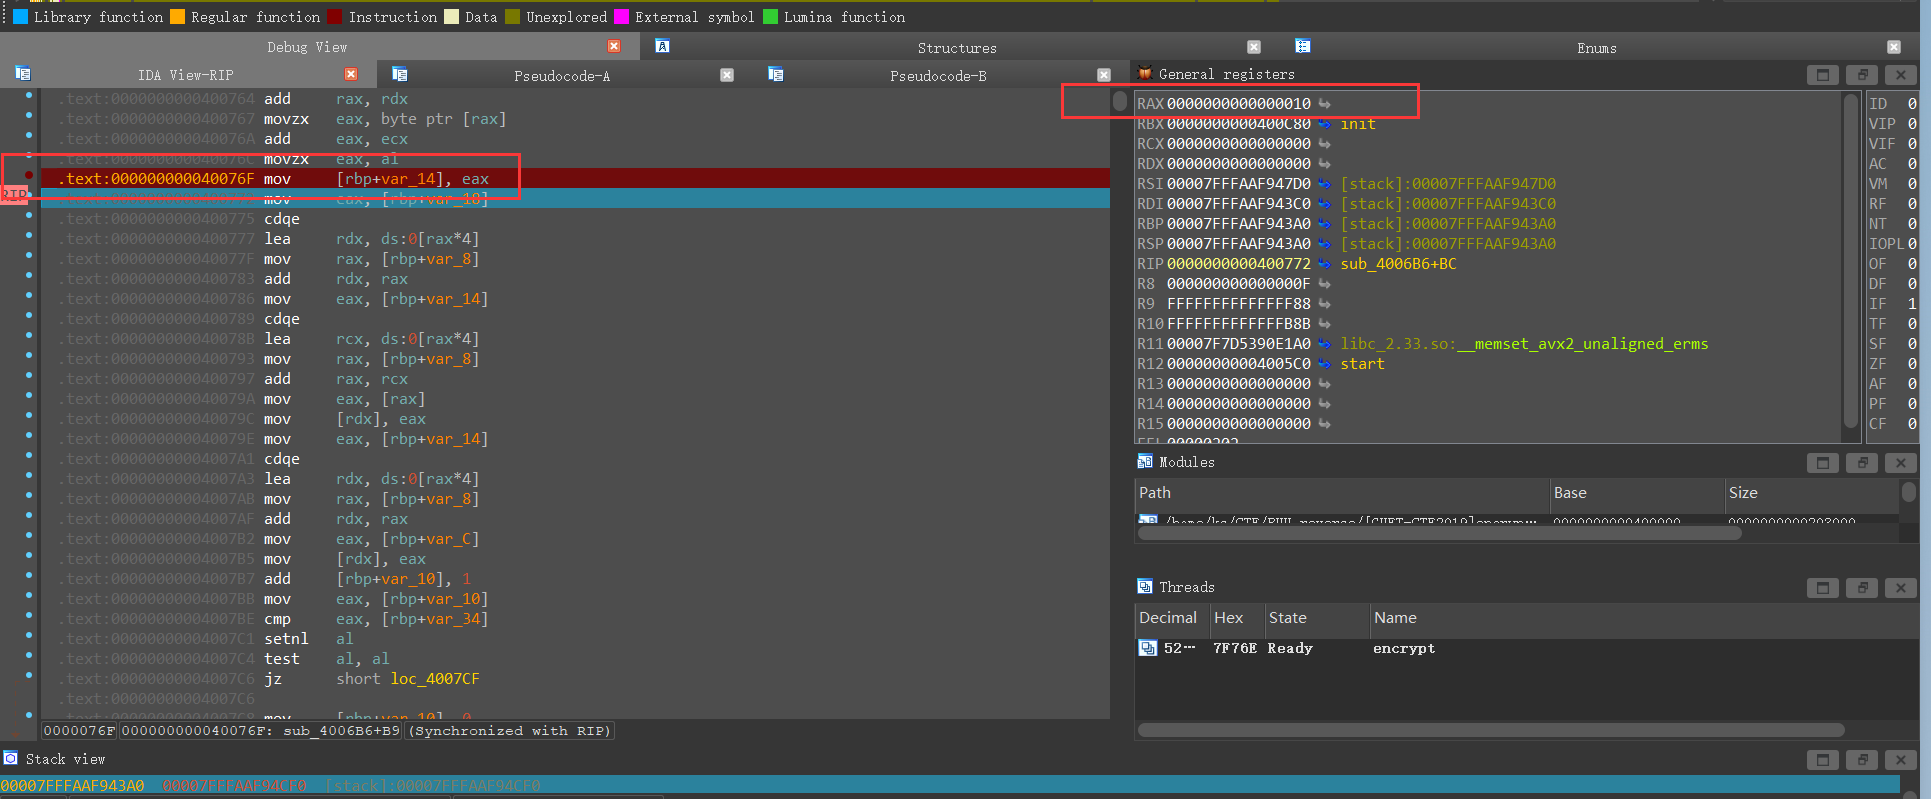 Library function Regular function Instruction Data Unexplored External symbol Lumina function
Debug View Structures Enums
IDA View-RIP Pseudocode-A Pseudocode-B General registers
.text:0000000000400764 add rax, rdx
.text:0000000000400767 movzx eax, byte ptr [rax]
.text:000000000040076A add eax, ecx
.text:000000000040076C movzx eax, al
.text:000000000040076F mov [rbp+var_14], eax
RIP mov eax, [rbp+var_18]
.text:0000000000400775 cdqe
.text:0000000000400777 lea rdx, ds:0[rax*4]
.text:000000000040077F mov rax, [rbp+var_8]
.text:0000000000400783 add rdx, rax
.text:0000000000400786 mov eax, [rbp+var_14]
.text:0000000000400789 cdqe
.text:000000000040078B lea rcx, ds:0[rax*4]
.text:0000000000400793 mov rax, [rbp+var_8]
.text:0000000000400797 add rax, rcx
.text:000000000040079A mov eax, [rax]
.text:000000000040079C mov [rdx], eax
.text:000000000040079E mov eax, [rbp+var_14]
.text:00000000004007A1 cdqe
.text:00000000004007A3 lea rdx, ds:0[rax*4]
.text:00000000004007AB mov rax, [rbp+var_8]
.text:00000000004007AF add rdx, rax
.text:00000000004007B2 mov eax, [rbp+var_C]
.text:00000000004007B5 mov [rdx], eax
.text:00000000004007B7 add [rbp+var_10], 1
.text:00000000004007BB mov eax, [rbp+var_10]
.text:00000000004007BE cmp eax, [rbp+var_34]
.text:00000000004007C1 setnl al
.text:00000000004007C4 test al, al
.text:00000000004007C6 jz short loc_4007CF
.text:00000000004007C6
.text:00000000004007C8 mov [rbp+var_10], 0
0000076F 000000000040076F: sub_4006B6+B9 (Synchronized with RIP)
RAX 0000000000000010
RBX 0000000000400C80 init
RCX 0000000000000000
RDX 0000000000000000
RSI 00007FFFAAF947D0 [stack]:00007FFFAAF947D0
RDI 00007FFFAAF943C0 [stack]:00007FFFAAF943C0
RBP 00007FFFAAF943A0 [stack]:00007FFFAAF943A0
RSP 00007FFFAAF943A0 [stack]:00007FFFAAF943A0
RIP 0000000000400772 sub_4006B6+BC
R8 000000000000000F
R9 FFFFFFFFFFFFFF88
R10 FFFFFFFFFFFFFB8B
R11 00007F7D5390E1A0 libc_2.33.so:__memset_avx2_unaligned_erms
R12 00000000004005C0 start
R13 0000000000000000
R14 0000000000000000
R15 0000000000000000
EFL 00000202
ID 0
VIP 0
VIF 0
AC 0
VM 0
RF 0
NT 0
IOPL 0
OF 0
DF 0
IF 1
TF 0
SF 0
ZF 0
AF 0
PF 0
CF 0
Modules
Path Base Size
0000000000400000
Threads
Decimal Hex State Name
52… 7F76E Ready encrypt
Stack view
00007FFFAAF943A0 00007FFFAAF94CF0 [stack]:00007FFFAAF94CF0